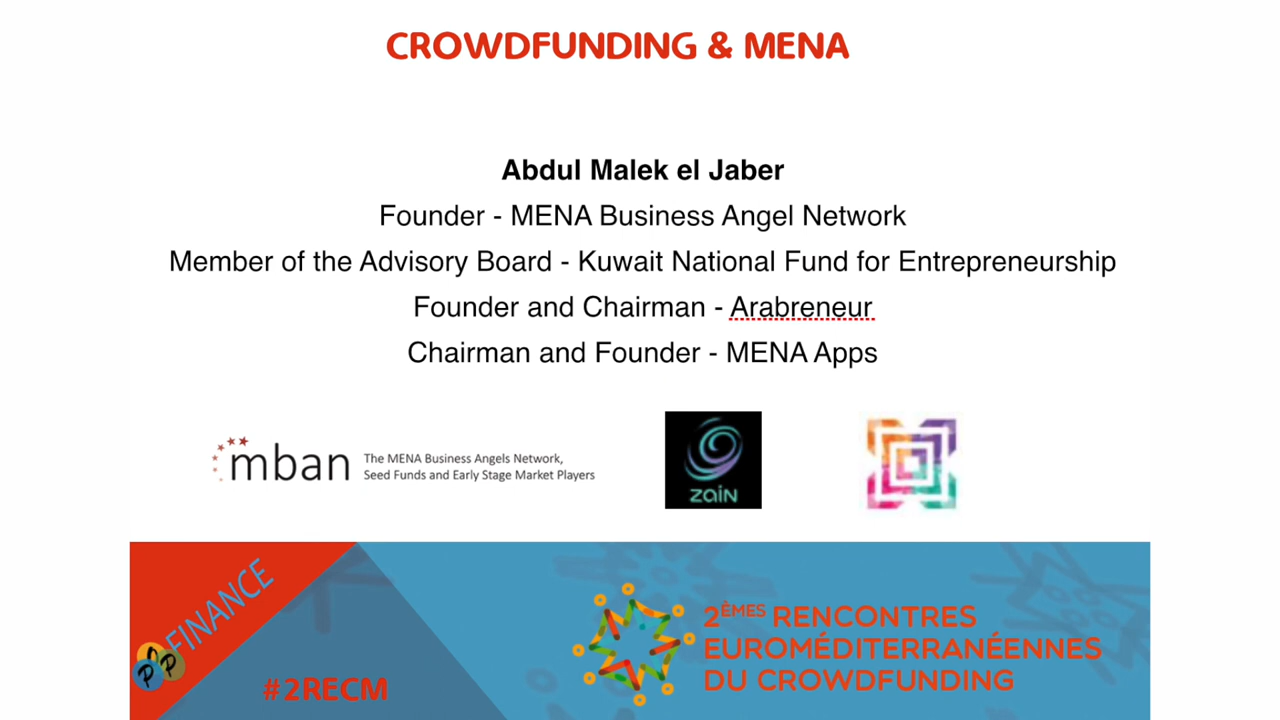 CROWDFUNDING & MENA
Abdul Malek el Jaber
Founder - MENA Business Angel Network
Member of the Advisory Board - Kuwait National Fund for Entrepreneurship
Founder and Chairman - Arabreneur
Chairman and Founder - MENA Apps
mban
The MENA Business Angels Network,
Seed Funds and Early Stage Market Players
zain
POP FINANCE
#2RECM
2ÈMES RENCONTRES
EUROMÉDITERRANÉENNES
DU CROWDFUNDING